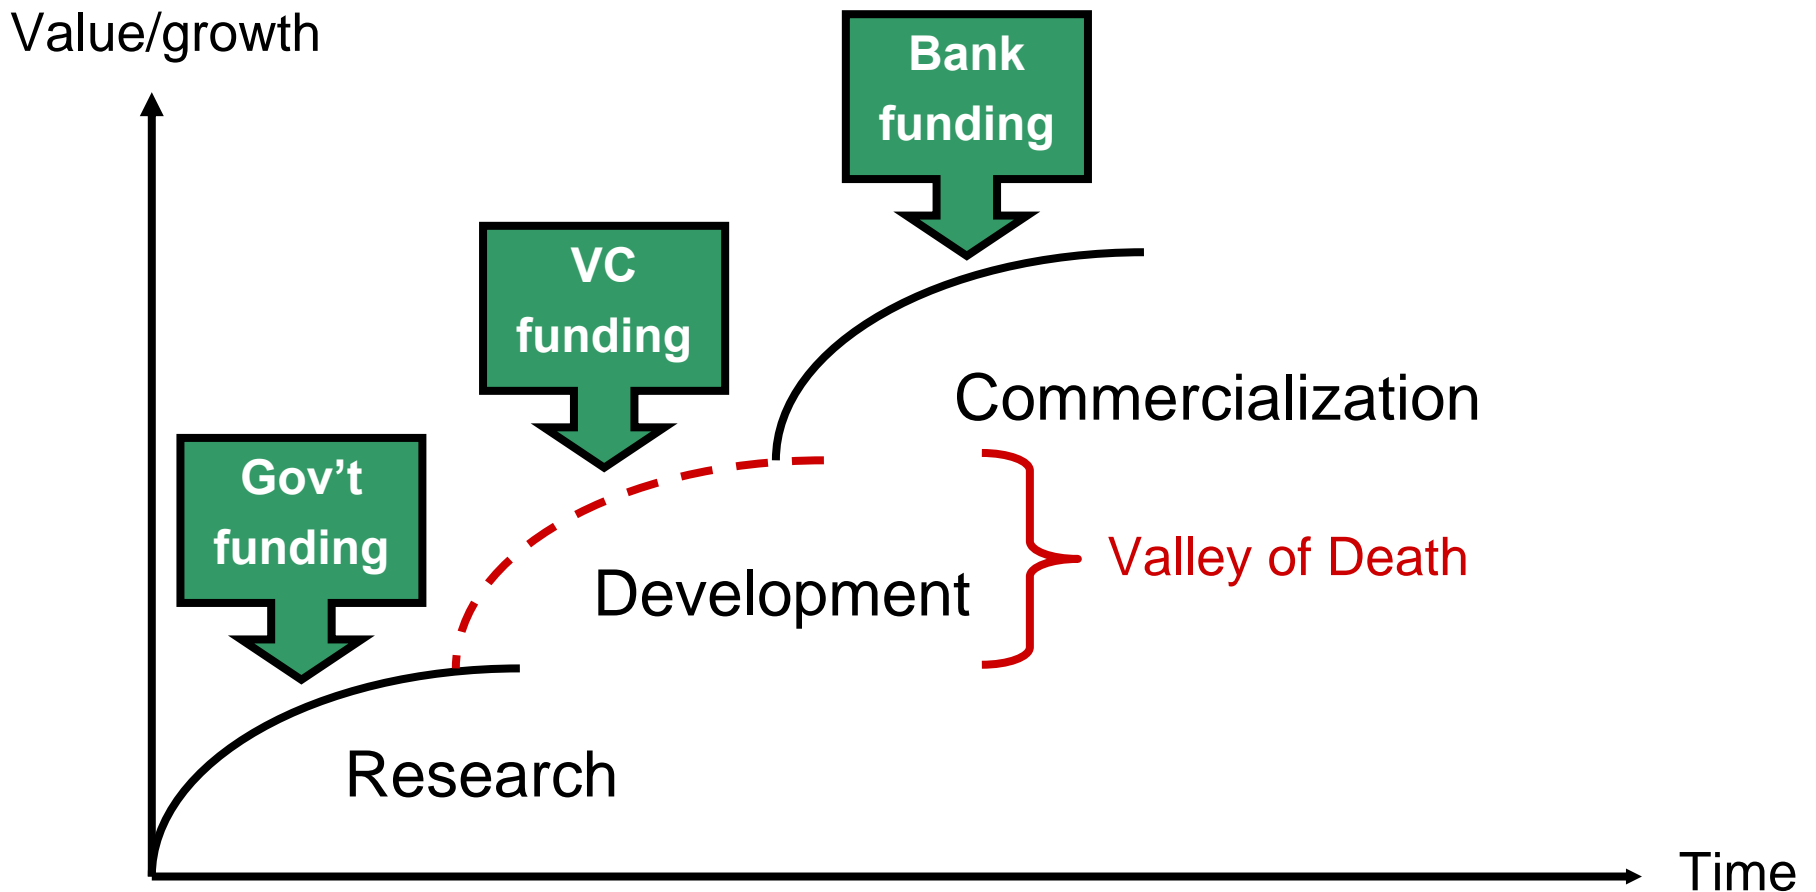 Value/growth
Bank
funding
VC
funding
Commercialization
Gov’t
funding
Valley of Death
Development
Research
Time